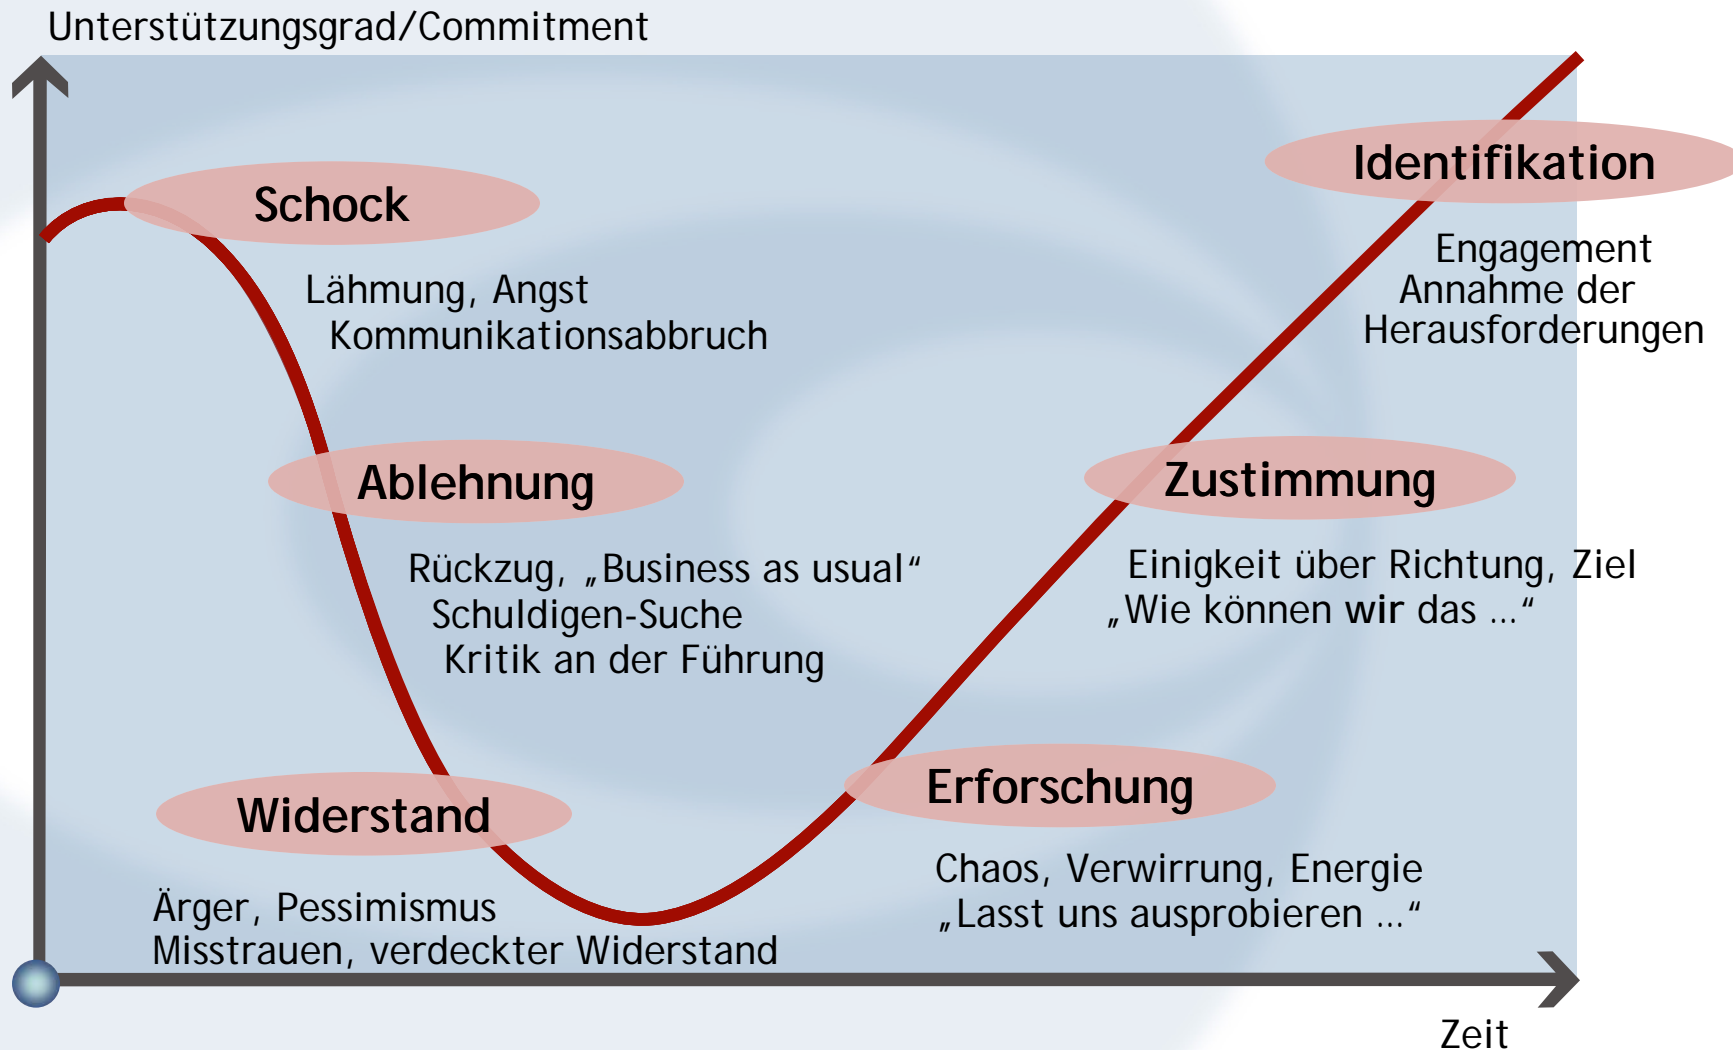 Unterstützungsgrad/Commitment
Schock
Lähmung, Angst
Kommunikationsabbruch
Ablehnung
Rückzug, „Business as usual“
Schuldigen-Suche
Kritik an der Führung
Widerstand
Ärger, Pessimismus
Misstrauen, verdeckter Widerstand
Erforschung
Chaos, Verwirrung, Energie
„Lasst uns ausprobieren ...“
Zustimmung
Einigkeit über Richtung, Ziel
„Wie können wir das ...“
Identifikation
Engagement
Annahme der
Herausforderungen
Zeit